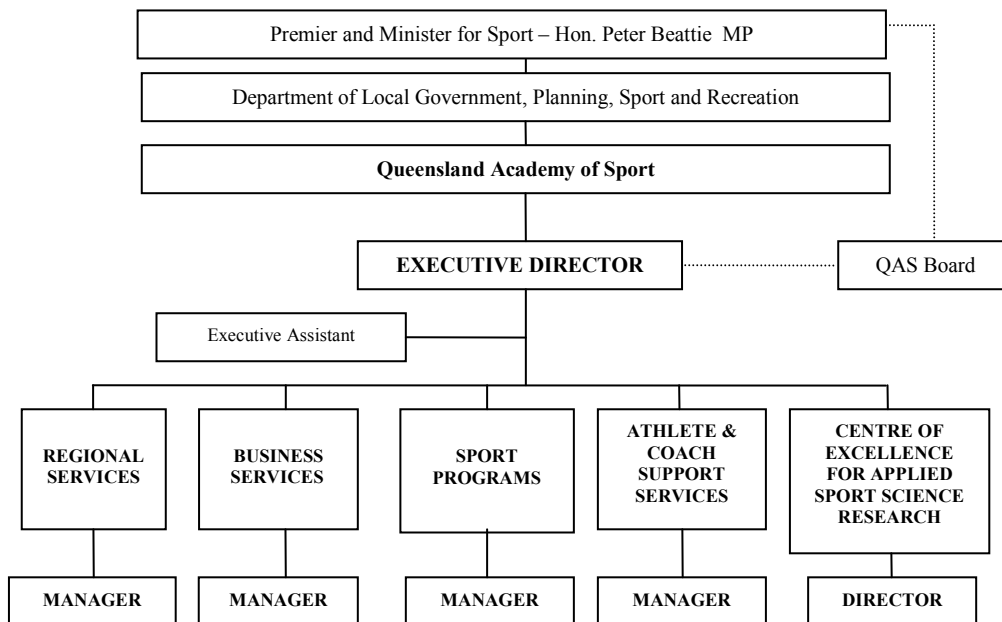 Premier and Minister for Sport – Hon. Peter Beattie MP
Department of Local Government, Planning, Sport and Recreation
Queensland Academy of Sport
EXECUTIVE DIRECTOR
QAS Board
Executive Assistant
REGIONAL
SERVICES
BUSINESS
SERVICES
SPORT
PROGRAMS
ATHLETE &
COACH
SUPPORT
SERVICES
CENTRE OF
EXCELLENCE
FOR APPLIED
SPORT SCIENCE
RESEARCH
MANAGER
MANAGER
MANAGER
MANAGER
DIRECTOR